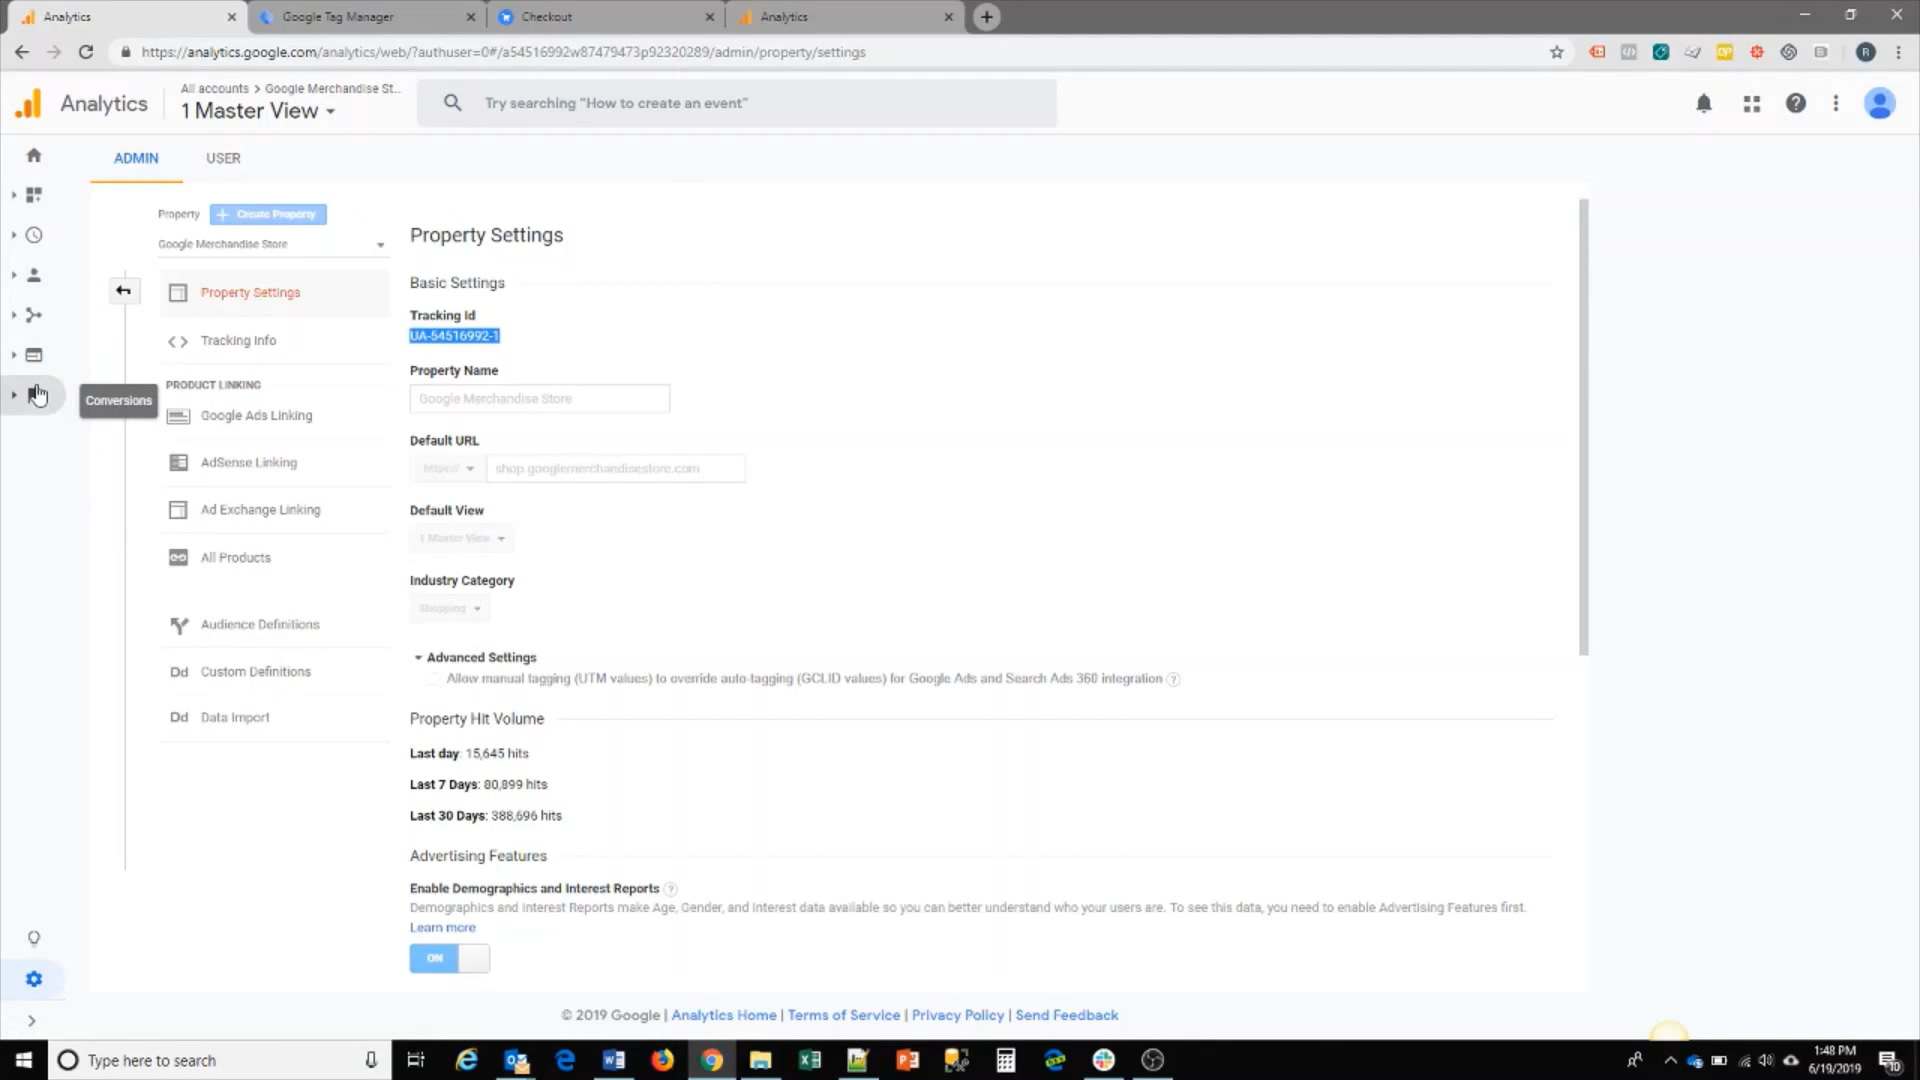 Analytics
Google Tag Manager
Checkout
Analytics
https://analytics.google.com/analytics/web/?authuser=0#/a54516992w87479473p92320289/admin/property/settings
R
Analytics
All accounts > Google Merchandise St...
1 Master View
Try searching "How to create an event"
ADMIN
USER
Property
Create Property
Google Merchandise Store
Property Settings
Tracking Info
PRODUCT LINKING
Google Ads Linking
AdSense Linking
Ad Exchange Linking
All Products
Audience Definitions
Dd Custom Definitions
Dd Data Import
Conversions
Property Settings
Basic Settings
Tracking Id
UA-54516992-1
Property Name
Google Merchandise Store
Default URL
https://
shop.googlemerchandisestore.com
Default View
1 Master View
Industry Category
Shopping
Advanced Settings
Allow manual tagging (UTM values) to override auto-tagging (GCLID values) for Google Ads and Search Ads 360 integration ?
Property Hit Volume
Last day: 15,645 hits
Last 7 Days: 80,899 hits
Last 30 Days: 388,696 hits
Advertising Features
Enable Demographics and Interest Reports ?
Demographics and Interest Reports make Age, Gender, and Interest data available so you can better understand who your users are. To see this data, you need to enable Advertising Features first.
Learn more
ON
© 2019 Google | Analytics Home | Terms of Service | Privacy Policy | Send Feedback
Type here to search
1:48 PM
6/19/2019
10